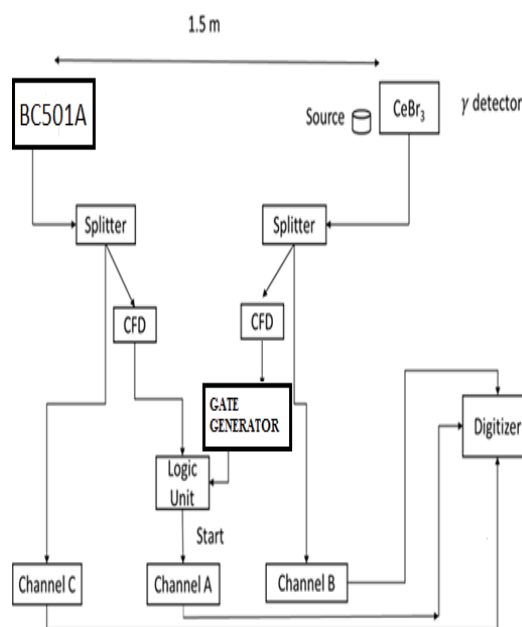 1.5 m
BC501A
Source
CeBr₃
γ detector
Splitter
Splitter
CFD
CFD
GATE
GENERATOR
Digitizer
Logic
Unit
Start
Channel C
Channel A
Channel B